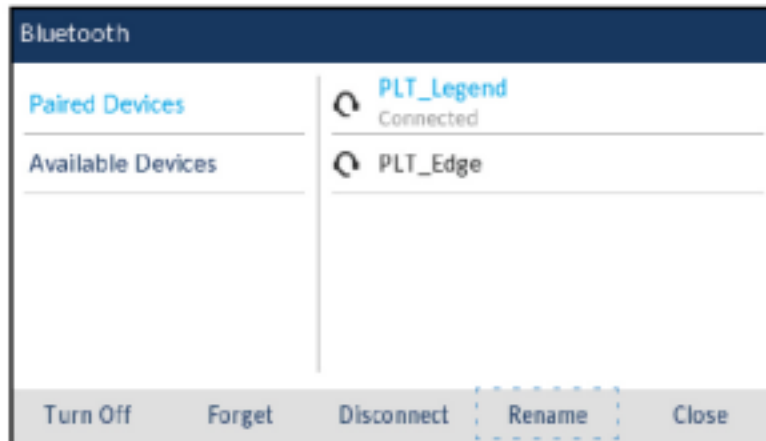 Bluetooth
Paired Devices
Available Devices
PLT_Legend
Connected
PLT_Edge
Turn Off Forget Disconnect Rename Close